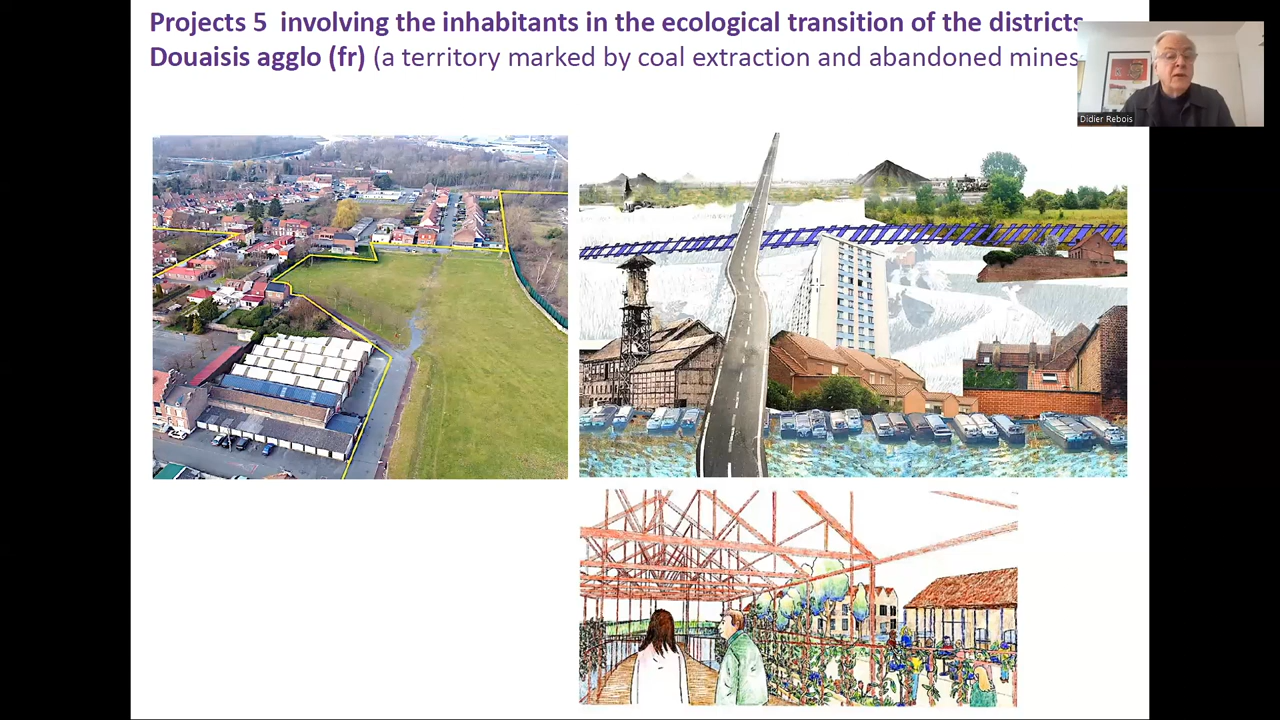 Projects 5 involving the inhabitants in the ecological transition of the districts
Douaisis agglo (fr) (a territory marked by coal extraction and abandoned mines
Didier Rebois